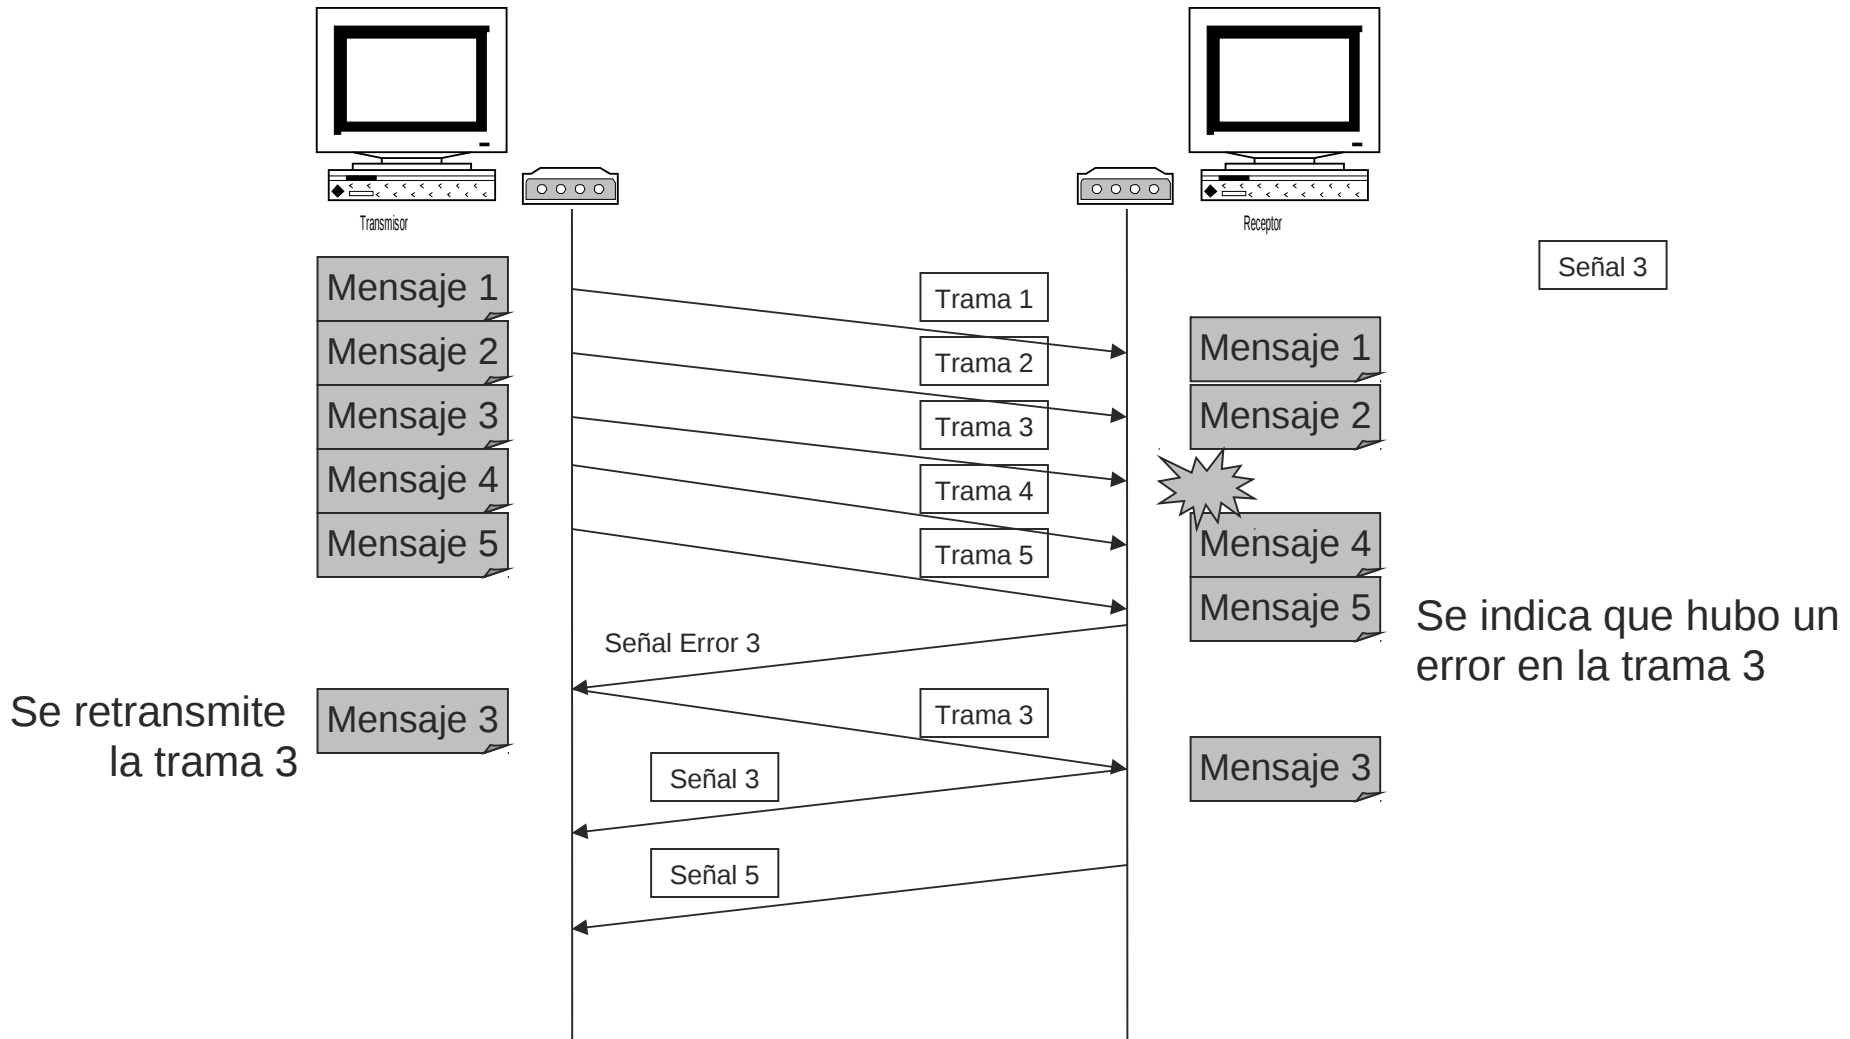 Transmisor
Receptor
Señal 3
Mensaje 1
Trama 1
Mensaje 1
Mensaje 2
Trama 2
Mensaje 2
Mensaje 3
Trama 3
Mensaje 4
Trama 4
Mensaje 4
Mensaje 5
Trama 5
Mensaje 5
Se indica que hubo un
error en la trama 3
Señal Error 3
Se retransmite
la trama 3
Mensaje 3
Trama 3
Mensaje 3
Señal 3
Señal 5